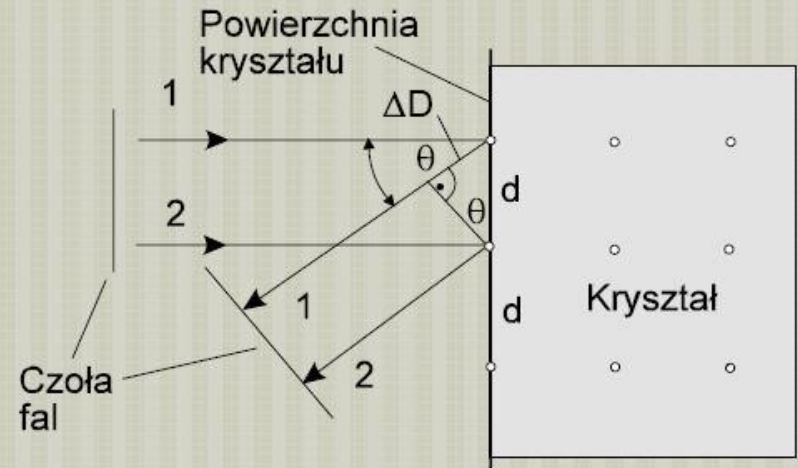 Powierzchnia
kryształu
1
ΔD
θ
2
θ
d
Kryształ
d
1
2
Czoła
fal